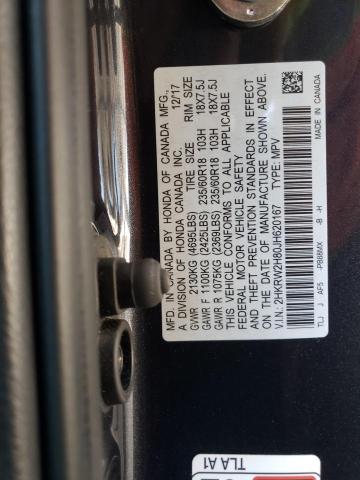 MFD. IN CANADA BY HONDA OF CANADA MFG.,
A DIVISION OF HONDA CANADA INC. 12/17
TIRE SIZE RIM SIZE
GVWR 2130KG (4695LBS)
GAWR F 1100KG (2425LBS) 235/60R18 103H 18X7.5J
GAWR R 1075KG (2369LBS) 235/60R18 103H 18X7.5J
THIS VEHICLE CONFORMS TO ALL APPLICABLE
FEDERAL MOTOR VEHICLE SAFETY
AND THEFT PREVENTION STANDARDS IN EFFECT
ON THE DATE OF MANUFACTURE SHOWN ABOVE.
V.I.N.: 2HKRW2H80JH620167 TYPE: MPV
TLJ J AF5 -PB88MX -B -H
MADE IN CANADA
TLA A1